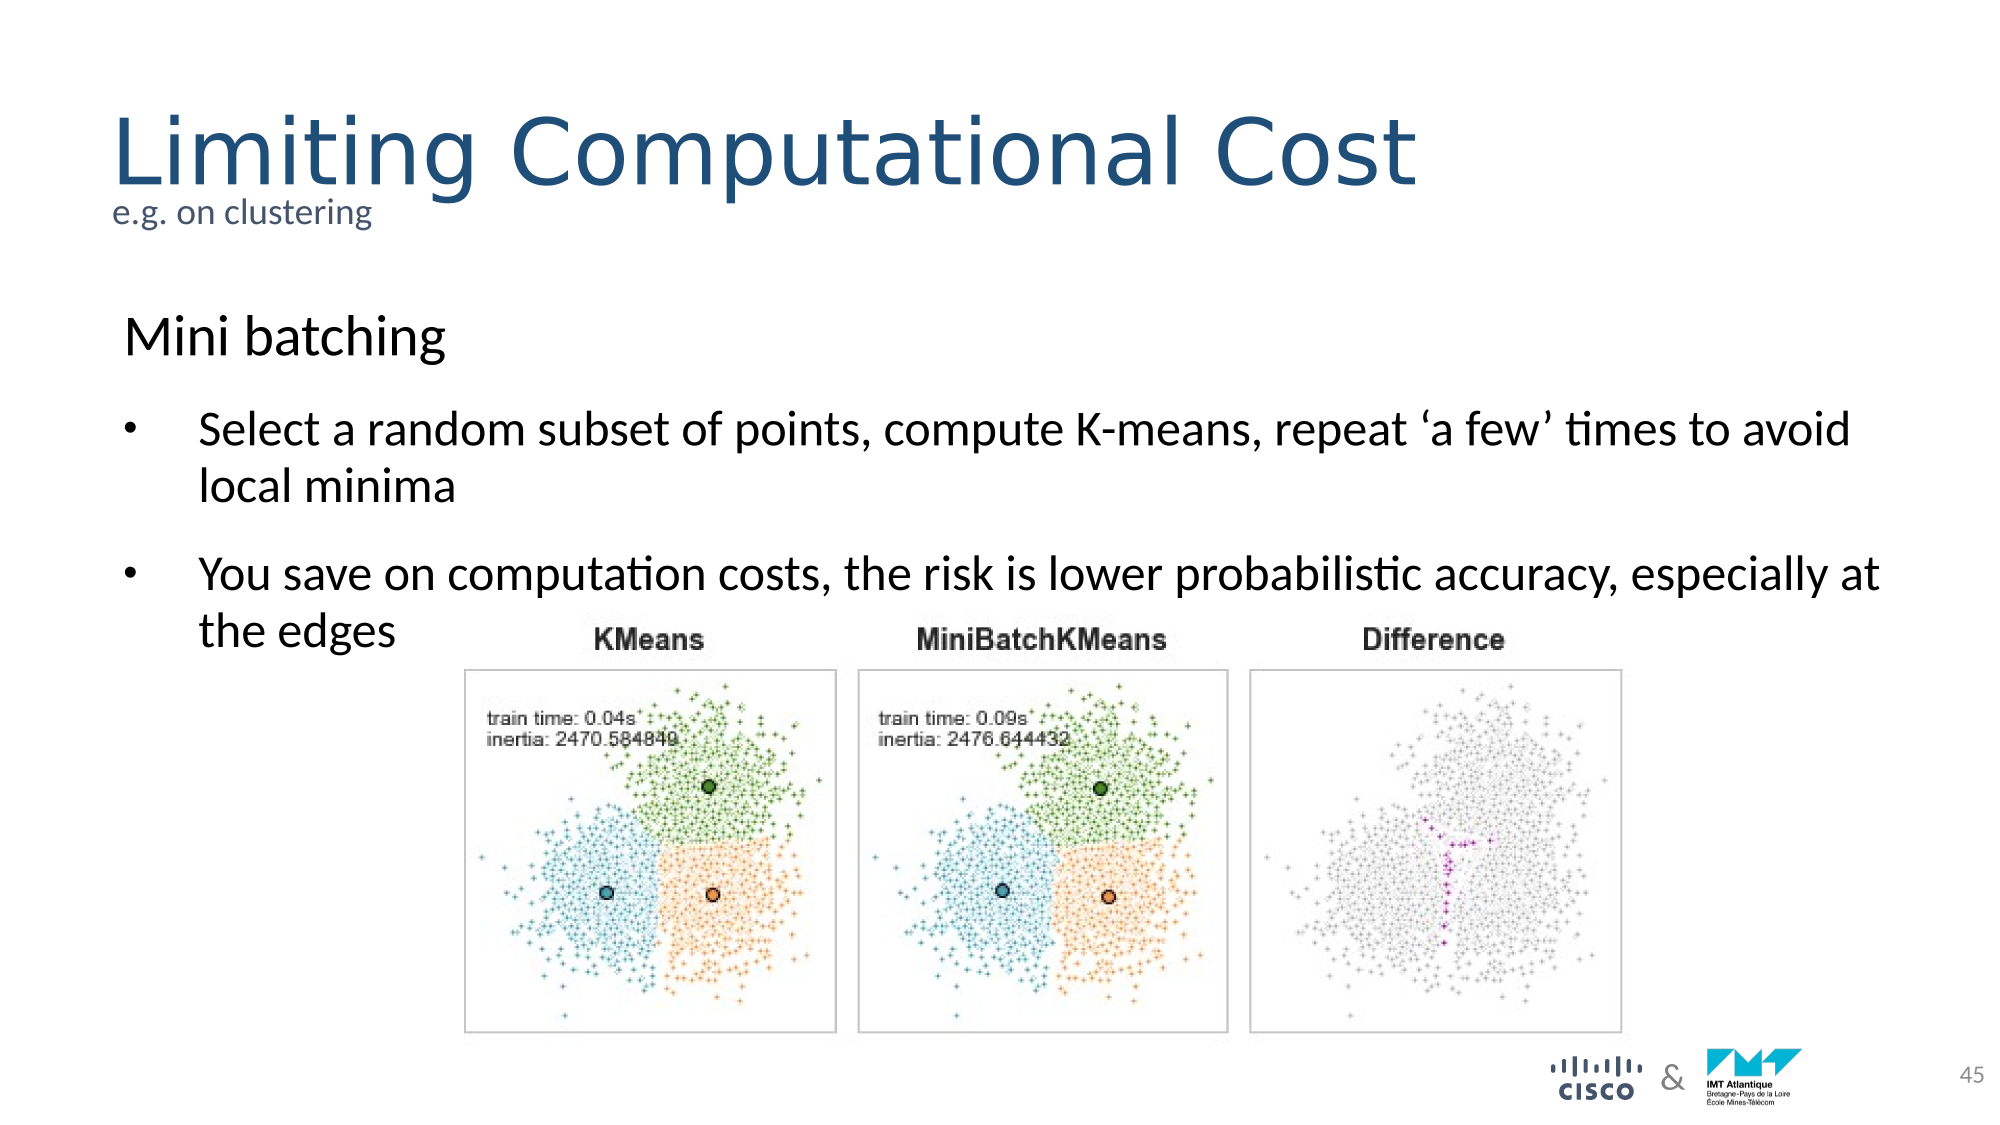 Limiting Computational Cost
e.g. on clustering
Mini batching
• Select a random subset of points, compute K-means, repeat ‘a few’ times to avoid
local minima
• You save on computation costs, the risk is lower probabilistic accuracy, especially at
the edges
KMeans MiniBatchKMeans Difference
train time: 0.04s
inertia: 2470.584849
train time: 0.09s
inertia: 2476.644432
CISCO & IMT Atlantique
Bretagne-Pays de la Loire
École Mines-Télécom
45